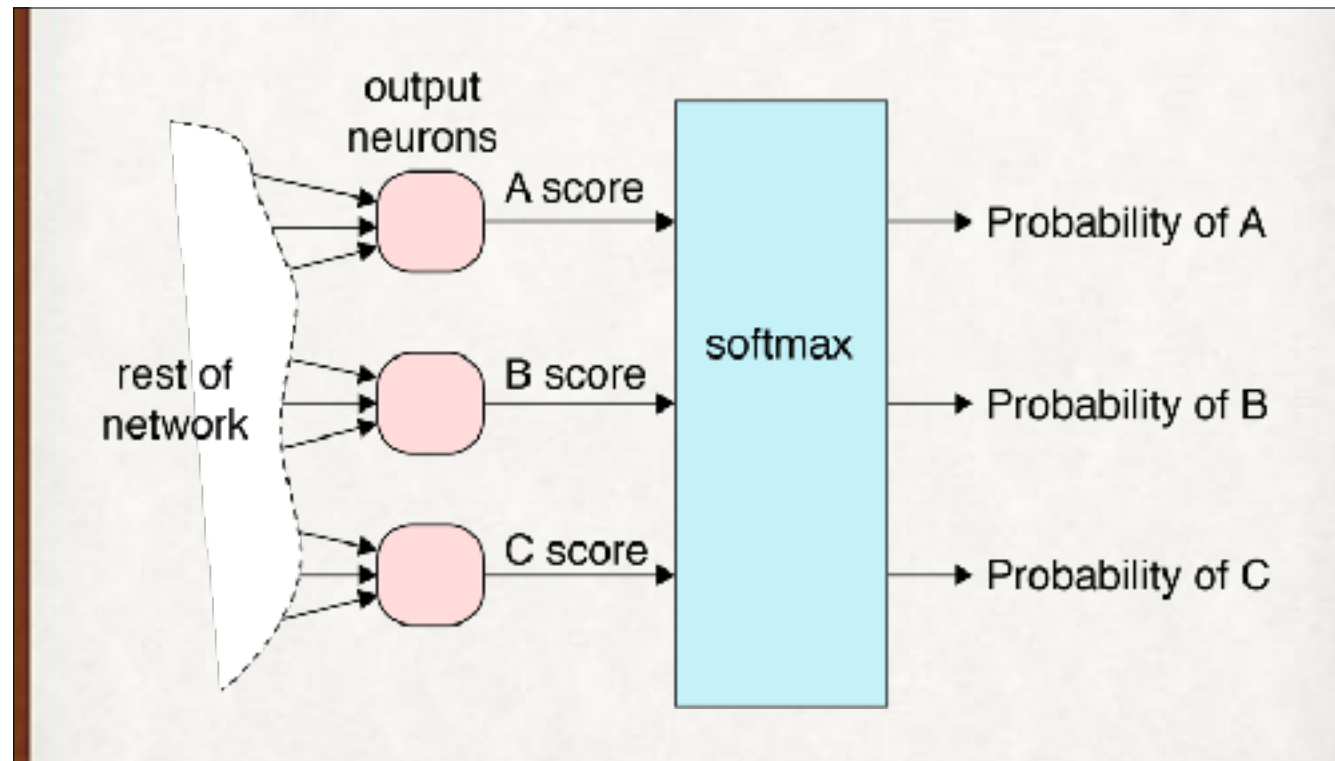 output
neurons
A score
Probability of A
softmax
rest of
network
B score
Probability of B
C score
Probability of C